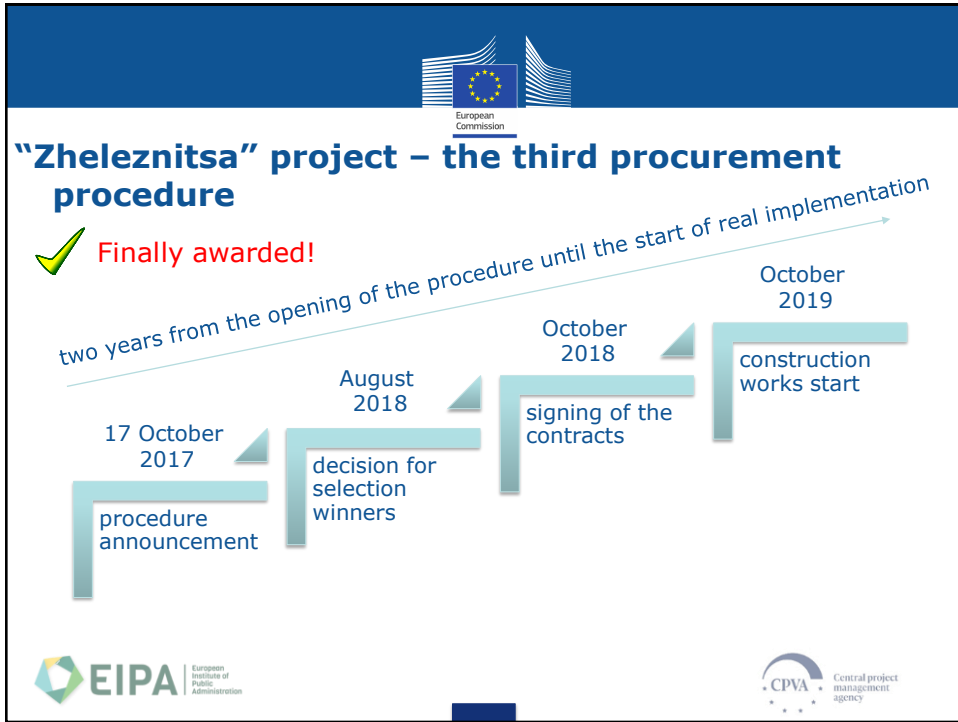 European
Commission
“Zheleznitsa” project – the third procurement
procedure
Finally awarded!
two years from the opening of the procedure until the start of real implementation
17 October
2017
procedure
announcement
August
2018
decision for
selection
winners
October
2018
signing of the
contracts
October
2019
construction
works start
EIPA
European
Institute of
Public
Administration
CPVA
Central project
management
agency